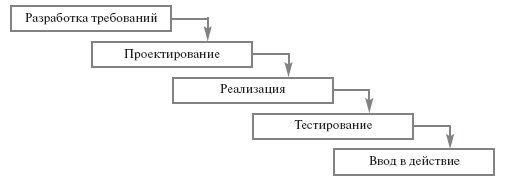 Разработка требований
Проектирование
Реализация
Тестирование
Ввод в действие